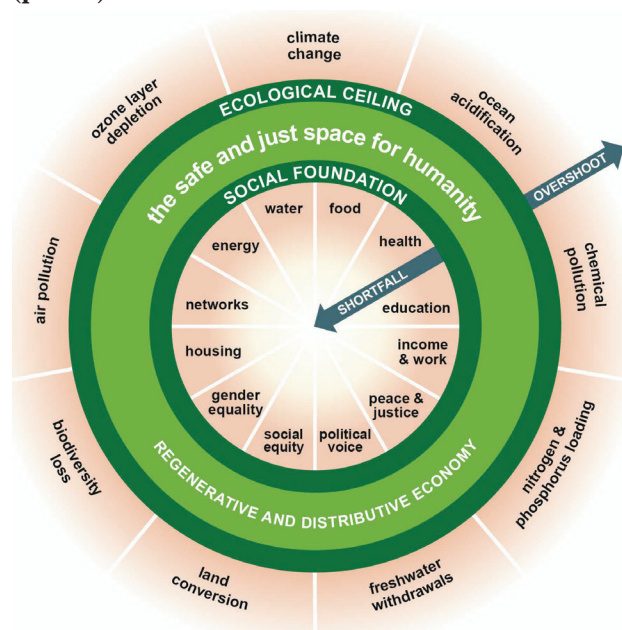 climate
change
ozone layer
depletion
ocean
acidification
ECOLOGICAL CEILING
the safe and just space for humanity
OVERSHOOT
SOCIAL FOUNDATION
water
food
energy
health
air pollution
chemical
pollution
SHORTFALL
networks
education
housing
income
& work
gender
equality
peace &
justice
social
equity
political
voice
biodiversity
loss
nitrogen &
phosphorus loading
REGENERATIVE AND DISTRIBUTIVE ECONOMY
land
conversion
freshwater
withdrawals